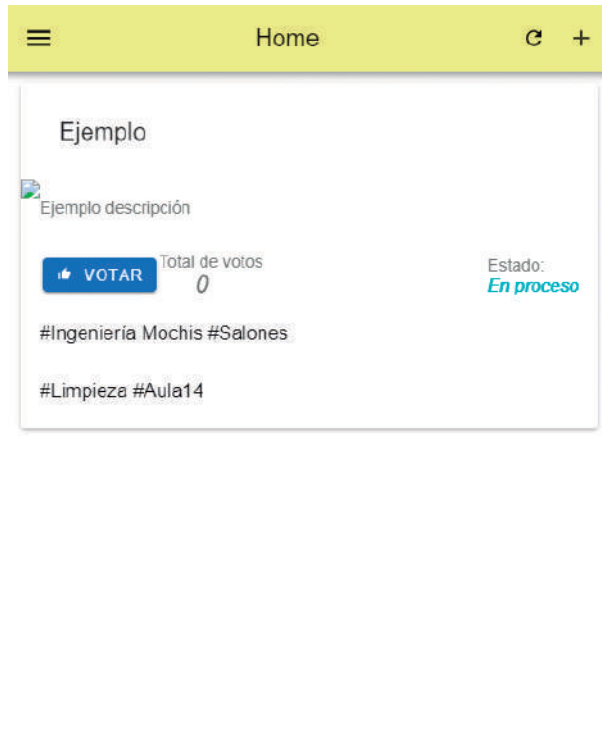 Home
Ejemplo
Ejemplo descripción
VOTAR
Total de votos
0
Estado:
En proceso
#Ingeniería Mochis #Salones
#Limpieza #Aula14